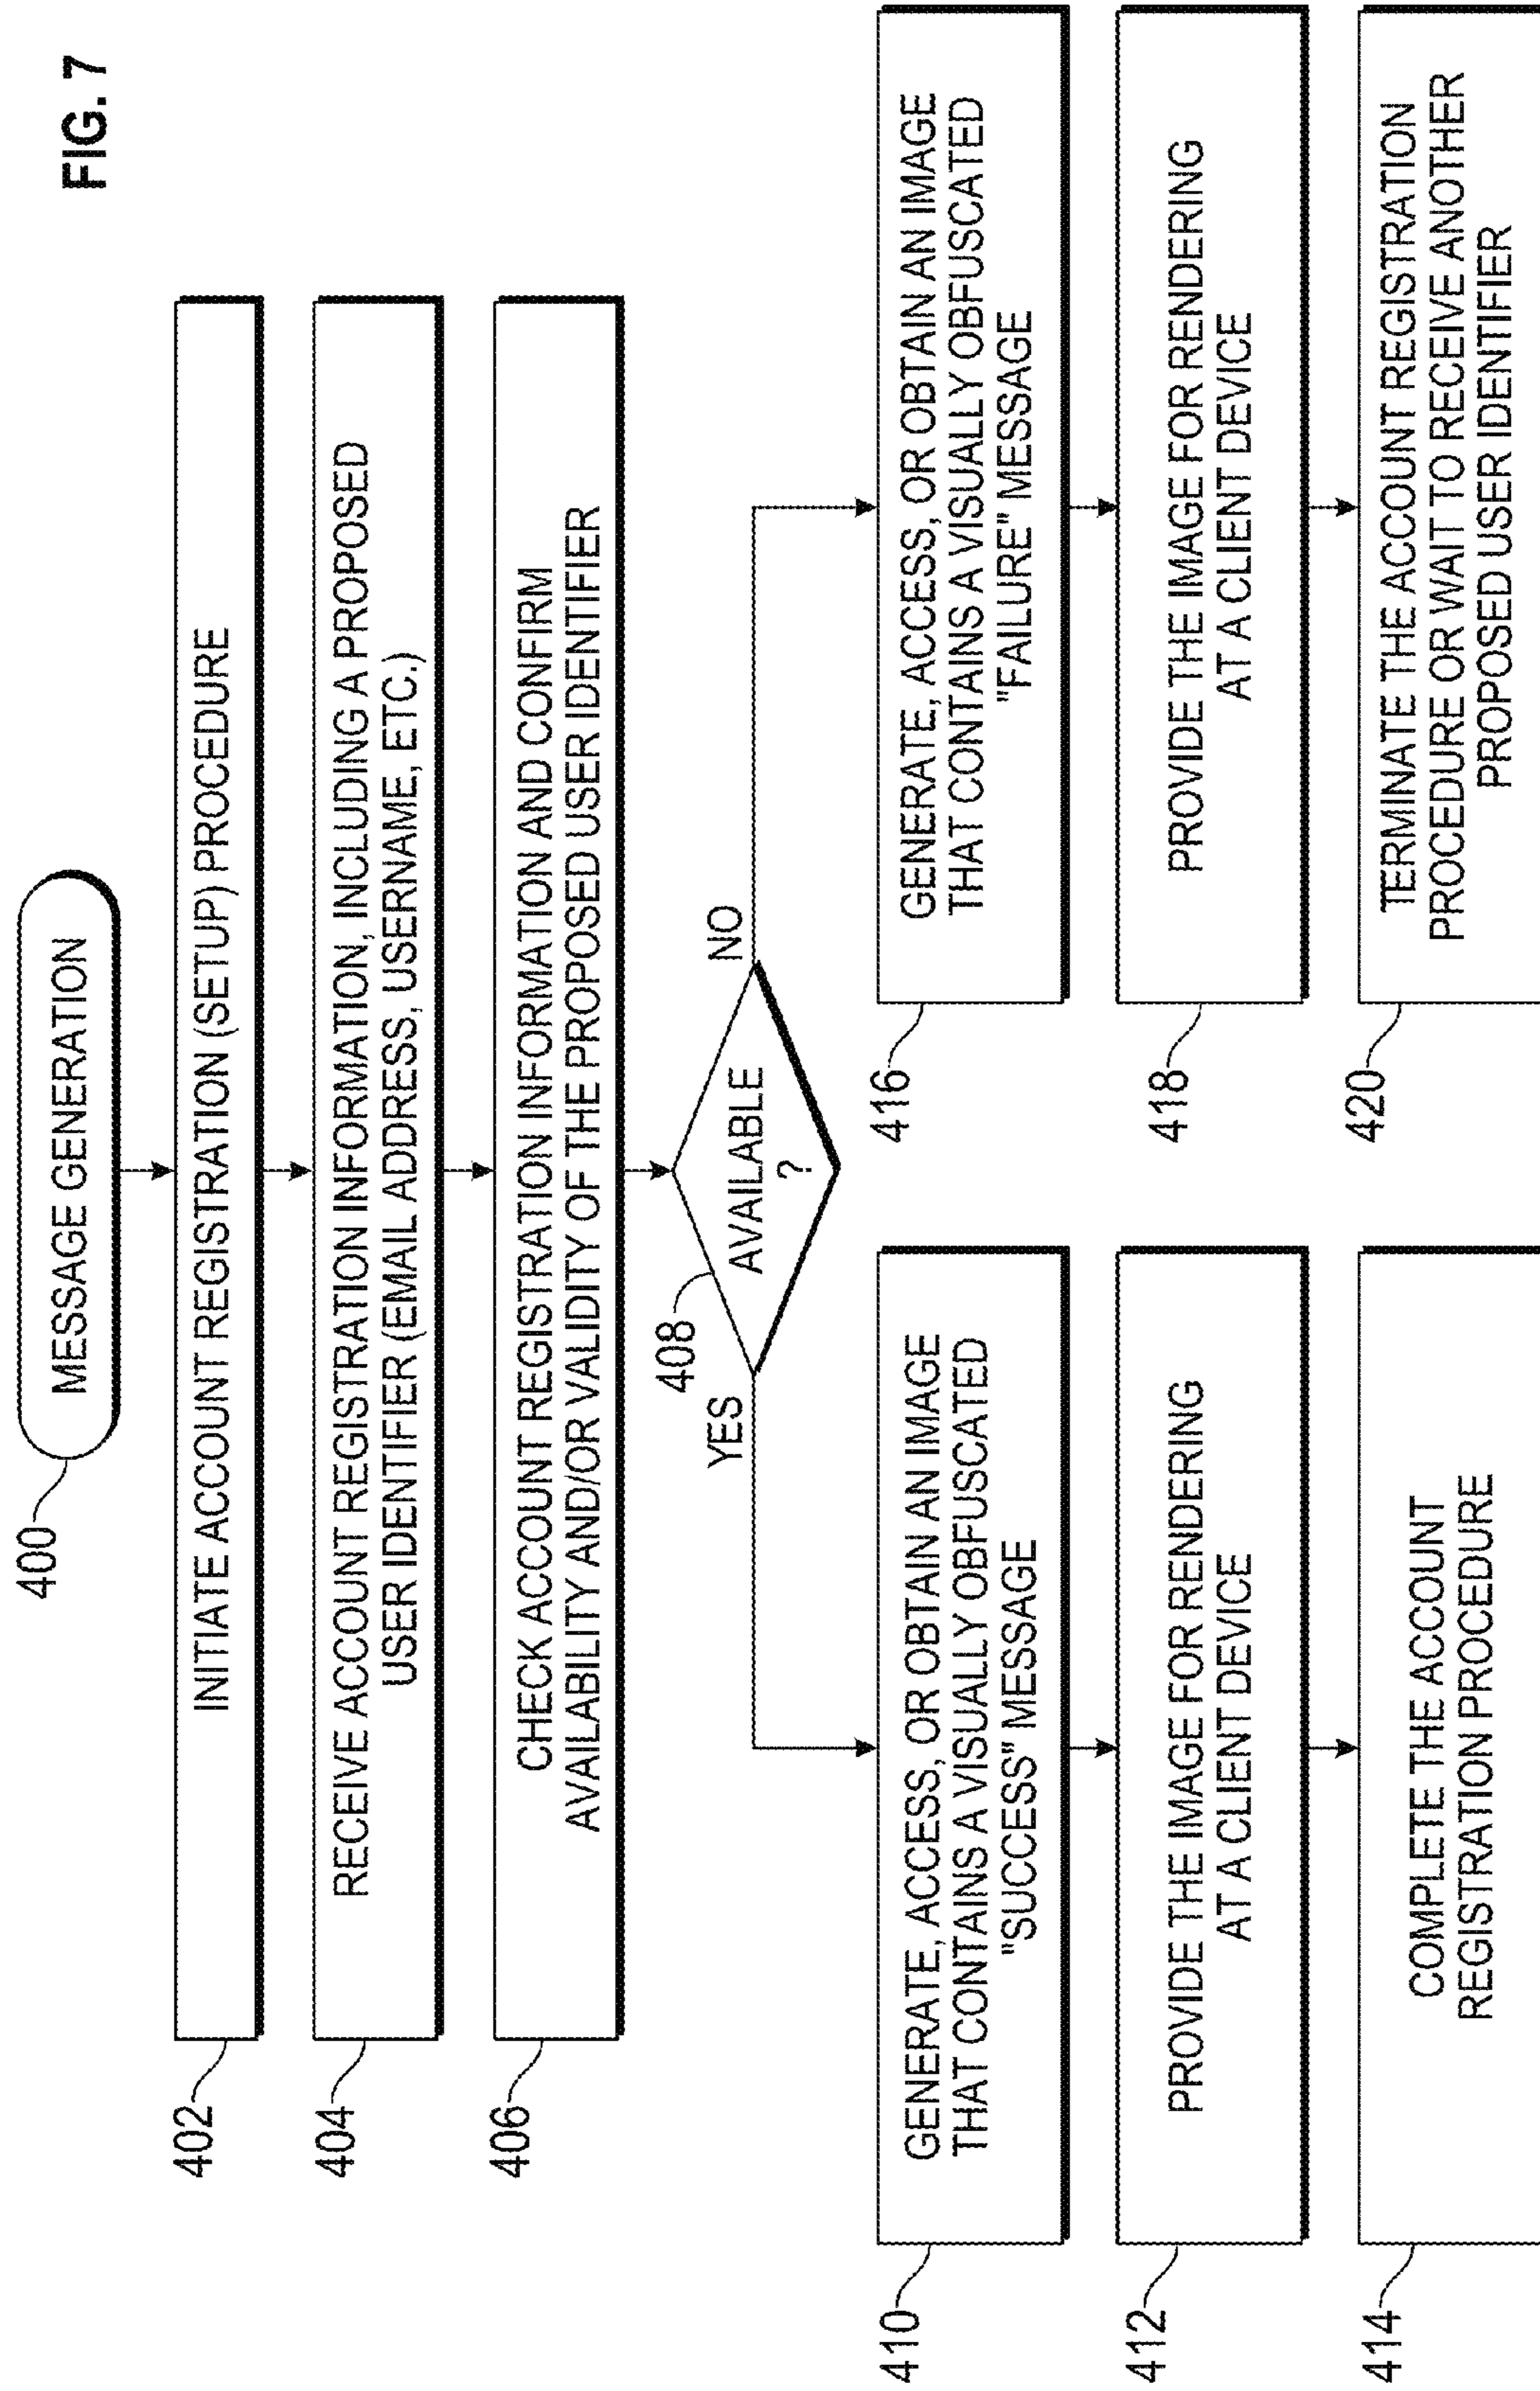 FIG. 7
400
MESSAGE GENERATION
402
INITIATE ACCOUNT REGISTRATION (SETUP) PROCEDURE
404
RECEIVE ACCOUNT REGISTRATION INFORMATION, INCLUDING A PROPOSED
USER IDENTIFIER (EMAIL ADDRESS, USERNAME, ETC.)
406
CHECK ACCOUNT REGISTRATION INFORMATION AND CONFIRM
AVAILABILITY AND/OR VALIDITY OF THE PROPOSED USER IDENTIFIER
408
AVAILABLE
?
YES
NO
410
GENERATE, ACCESS, OR OBTAIN AN IMAGE
THAT CONTAINS A VISUALLY OBFUSCATED
"SUCCESS" MESSAGE
412
PROVIDE THE IMAGE FOR RENDERING
AT A CLIENT DEVICE
414
COMPLETE THE ACCOUNT
REGISTRATION PROCEDURE
416
GENERATE, ACCESS, OR OBTAIN AN IMAGE
THAT CONTAINS A VISUALLY OBFUSCATED
"FAILURE" MESSAGE
418
PROVIDE THE IMAGE FOR RENDERING
AT A CLIENT DEVICE
420
TERMINATE THE ACCOUNT REGISTRATION
PROCEDURE OR WAIT TO RECEIVE ANOTHER
PROPOSED USER IDENTIFIER